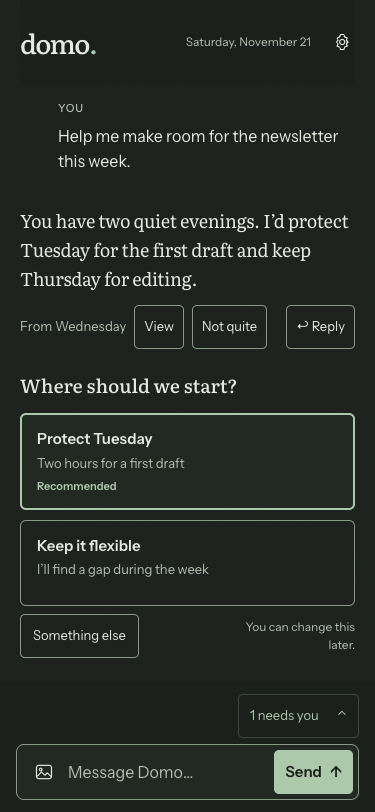 domo.
Saturday, November 21
YOU
Help me make room for the newsletter
this week.
You have two quiet evenings. I’d protect
Tuesday for the first draft and keep
Thursday for editing.
From Wednesday
View
Not quite
↩ Reply
Where should we start?
Protect Tuesday
Two hours for a first draft
Recommended
Keep it flexible
I’ll find a gap during the week
Something else
You can change this
later.
1 needs you
Message Domo...
Send ↑